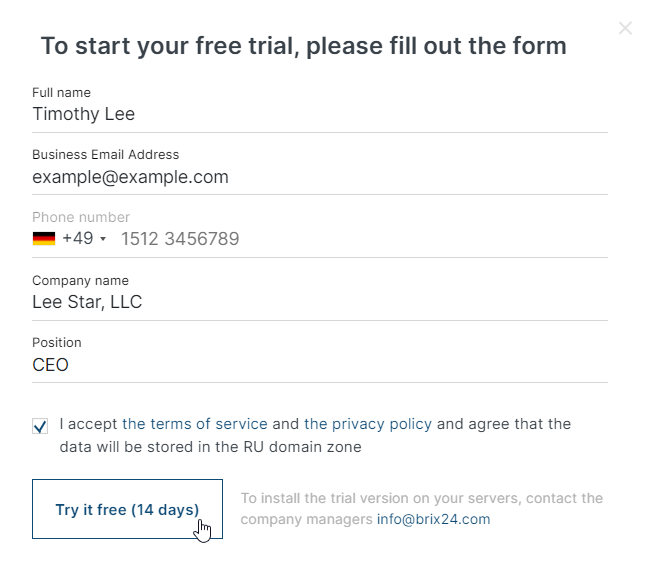 To start your free trial, please fill out the form
Full name
Timothy Lee
Business Email Address
example@example.com
Phone number
+49 1512 3456789
Company name
Lee Star, LLC
Position
CEO
I accept the terms of service and the privacy policy and agree that the
data will be stored in the RU domain zone
Try it free (14 days)
To install the trial version on your servers, contact the
company managers info@brix24.com